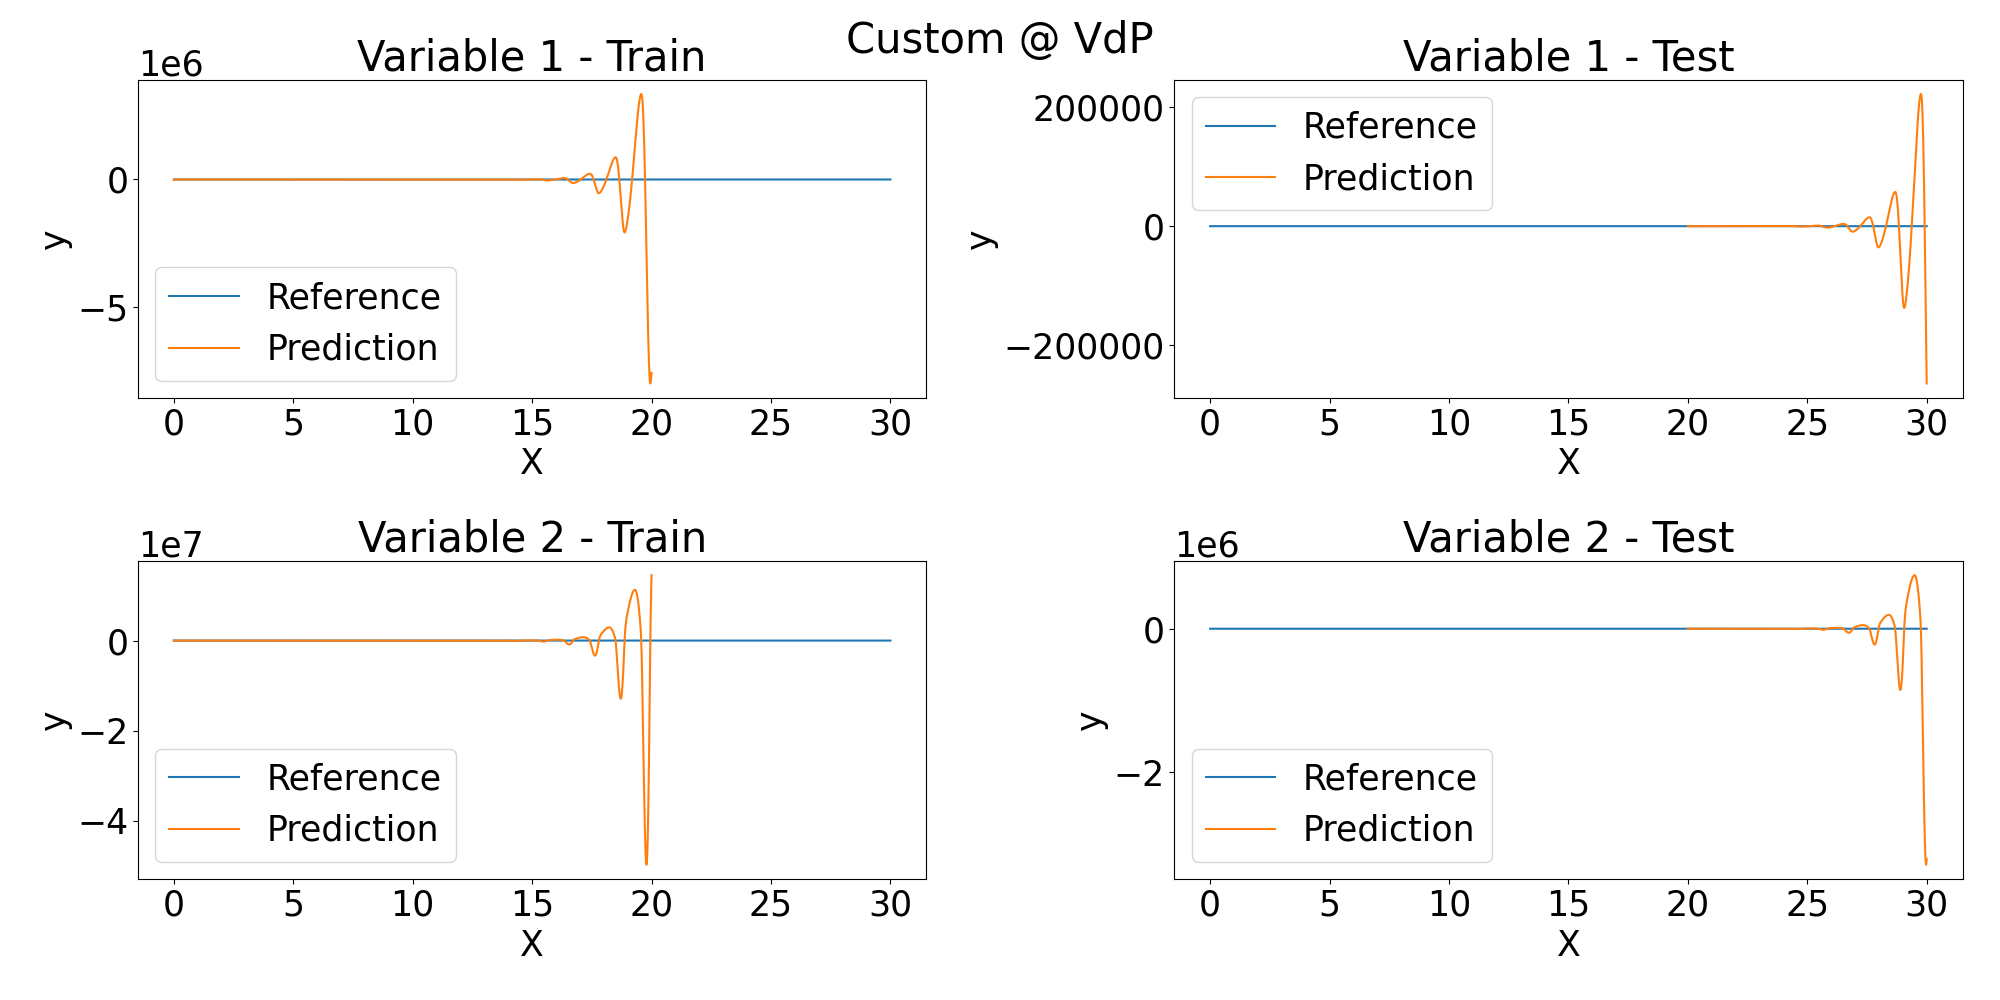 Custom @ VdP
Variable 1 - Train
1e6
0
−5
y
Reference
Prediction
0 5 10 15 20 25 30
X
Variable 1 - Test
200000
0
−200000
y
Reference
Prediction
0 5 10 15 20 25 30
X
Variable 2 - Train
1e7
0
−2
−4
y
Reference
Prediction
0 5 10 15 20 25 30
X
Variable 2 - Test
1e6
0
−2
y
Reference
Prediction
0 5 10 15 20 25 30
X